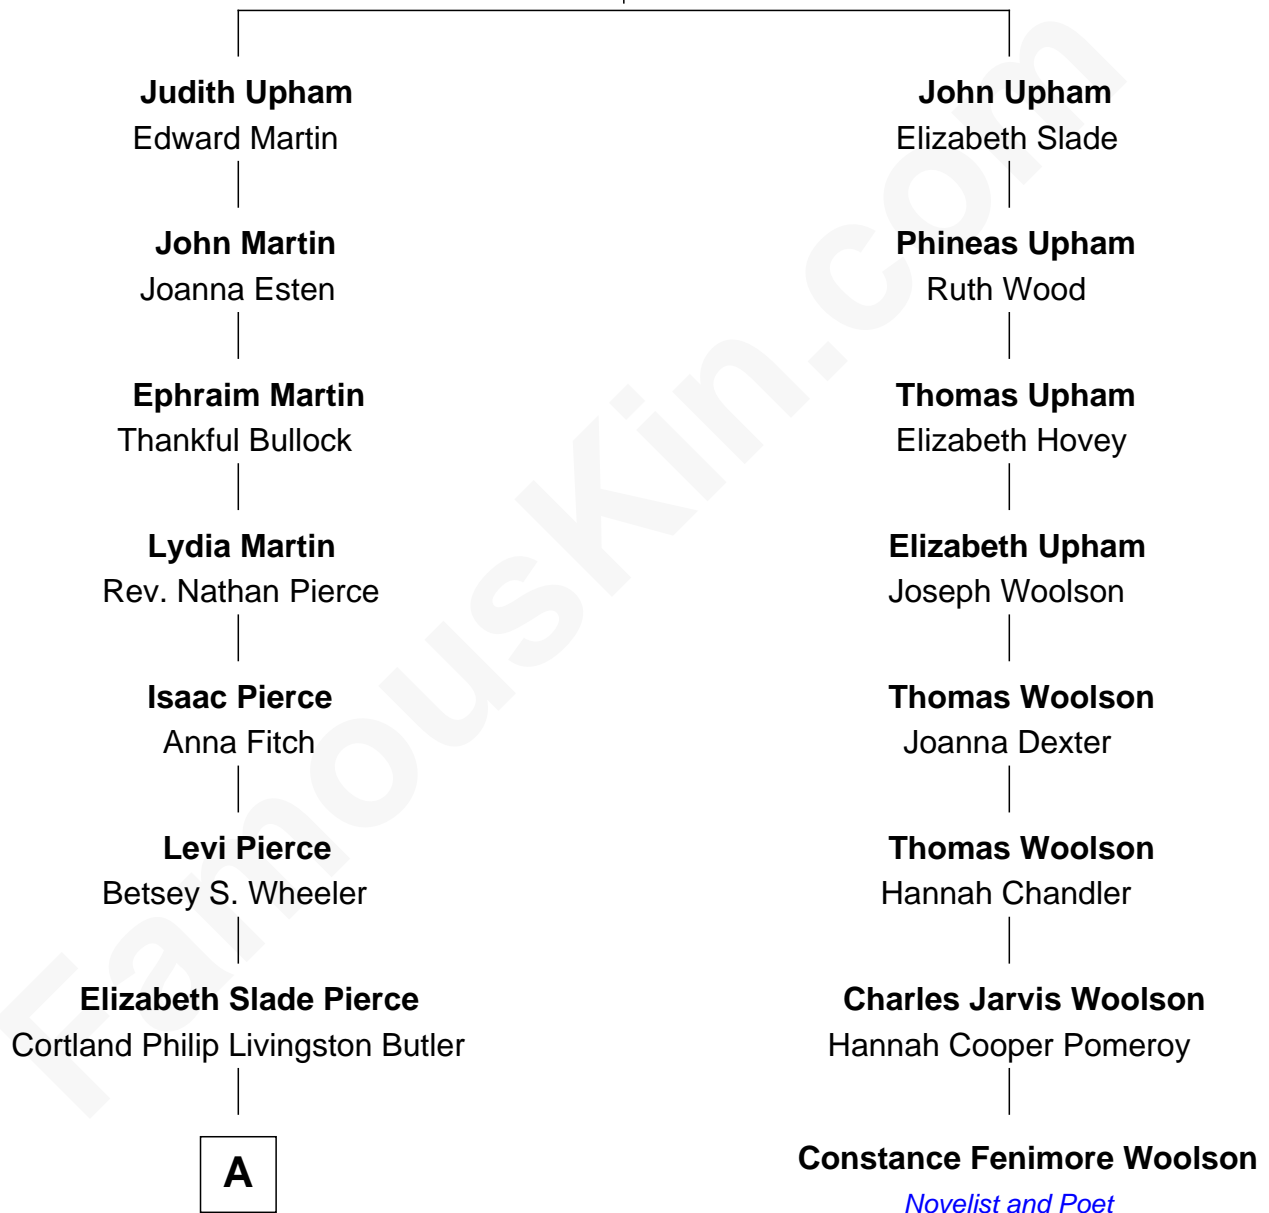 Judith Upham
Edward Martin
John Martin
Joanna Esten
Ephraim Martin
Thankful Bullock
Lydia Martin
Rev. Nathan Pierce
Isaac Pierce
Anna Fitch
Levi Pierce
Betsey S. Wheeler
Elizabeth Slade Pierce
Cortland Philip Livingston Butler
A
John Upham
Elizabeth Slade
Phineas Upham
Ruth Wood
Thomas Upham
Elizabeth Hovey
Elizabeth Upham
Joseph Woolson
Thomas Woolson
Joanna Dexter
Thomas Woolson
Hannah Chandler
Charles Jarvis Woolson
Hannah Cooper Pomeroy
Constance Fenimore Woolson
Novelist and Poet
FamousKin.com